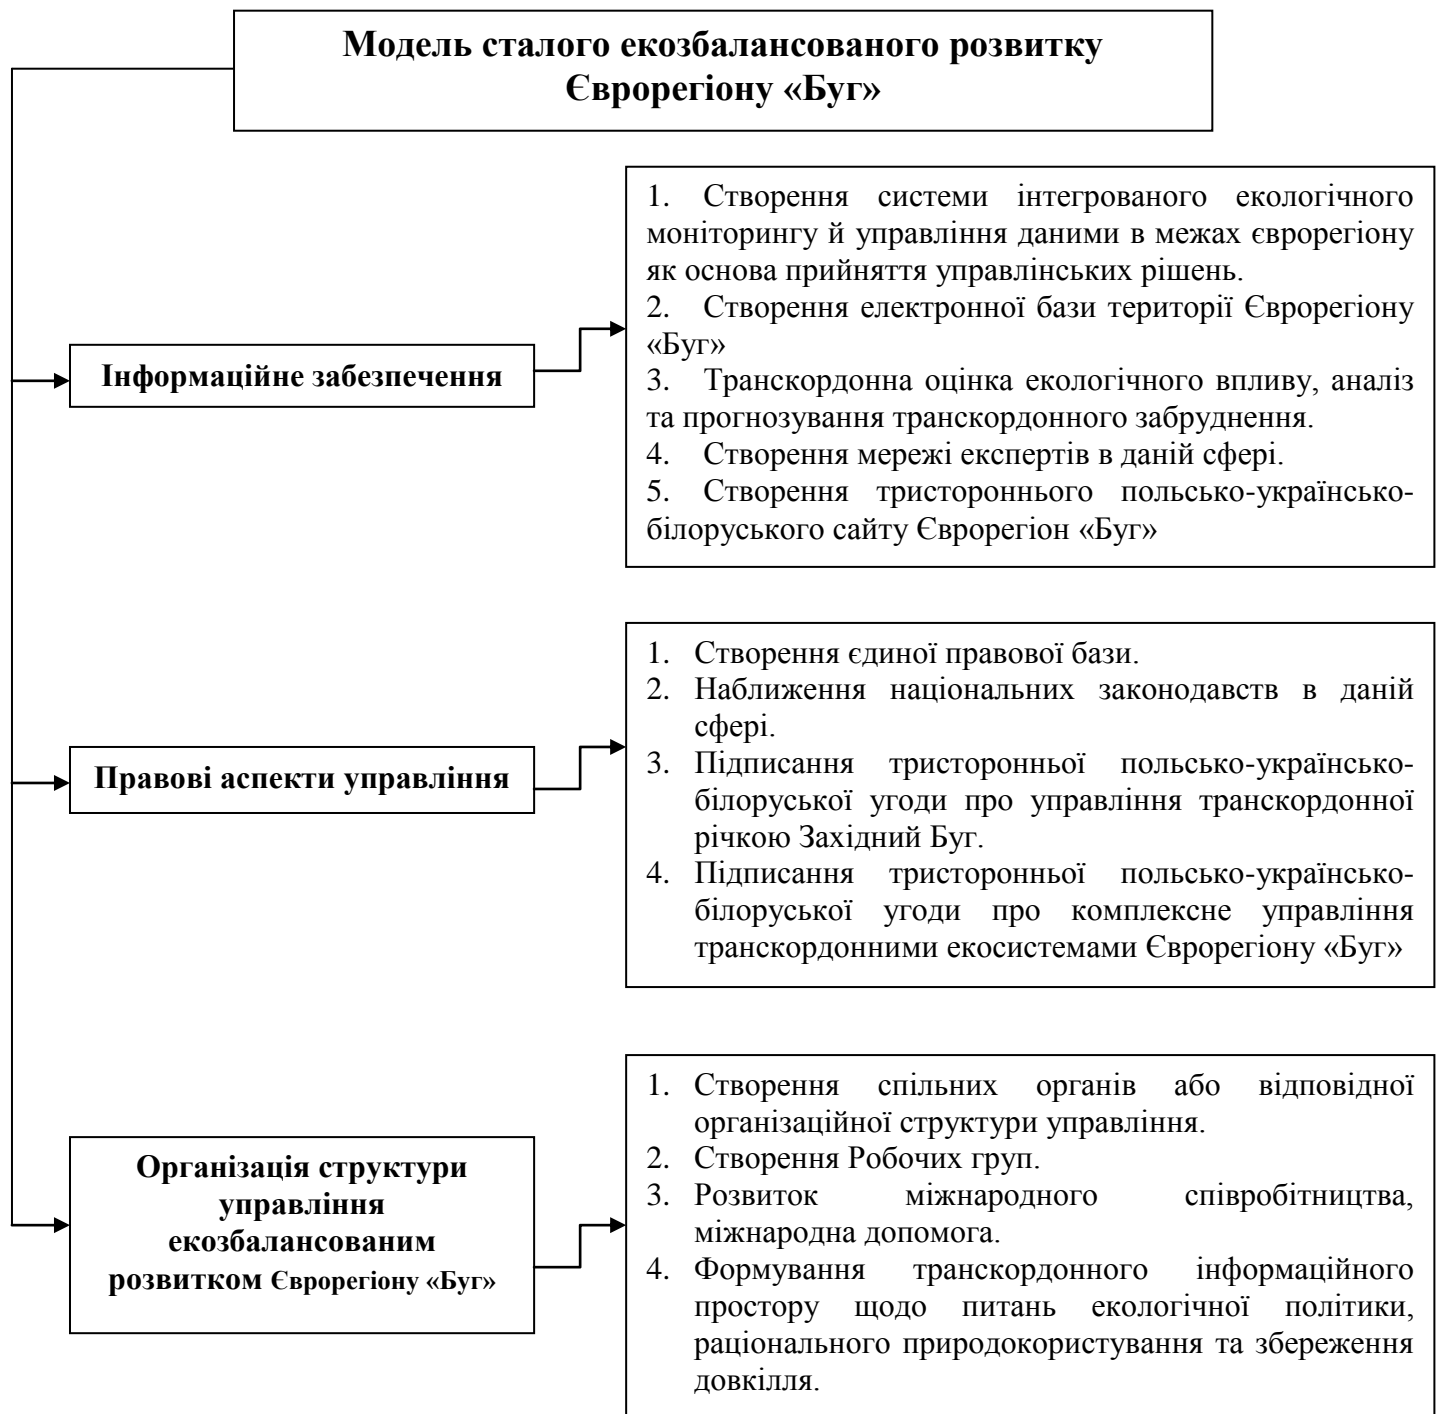 Модель сталого екозбалансованого розвитку
Єврорегіону «Буг»
Інформаційне забезпечення
1. Створення системи інтегрованого екологічного
моніторингу й управління даними в межах єврорегіону
як основа прийняття управлінських рішень.
2. Створення електронної бази території Єврорегіону
«Буг»
3. Транскордонна оцінка екологічного впливу, аналіз
та прогнозування транскордонного забруднення.
4. Створення мережі експертів в даній сфері.
5. Створення тристороннього польсько-українсько-
білоруського сайту Єврорегіон «Буг»
Правові аспекти управління
1. Створення єдиної правової бази.
2. Наближення національних законодавств в даній
сфері.
3. Підписання тристоронньої польсько-українсько-
білоруської угоди про управління транскордонної
річкою Західний Буг.
4. Підписання тристоронньої польсько-українсько-
білоруської угоди про комплексне управління
транскордонними екосистемами Єврорегіону «Буг»
Організація структури
управління
екозбалансованим
розвитком Єврорегіону «Буг»
1. Створення спільних органів або відповідної
організаційної структури управління.
2. Створення Робочих груп.
3. Розвиток міжнародного співробітництва,
міжнародна допомога.
4. Формування транскордонного інформаційного
простору щодо питань екологічної політики,
раціонального природокористування та збереження
довкілля.